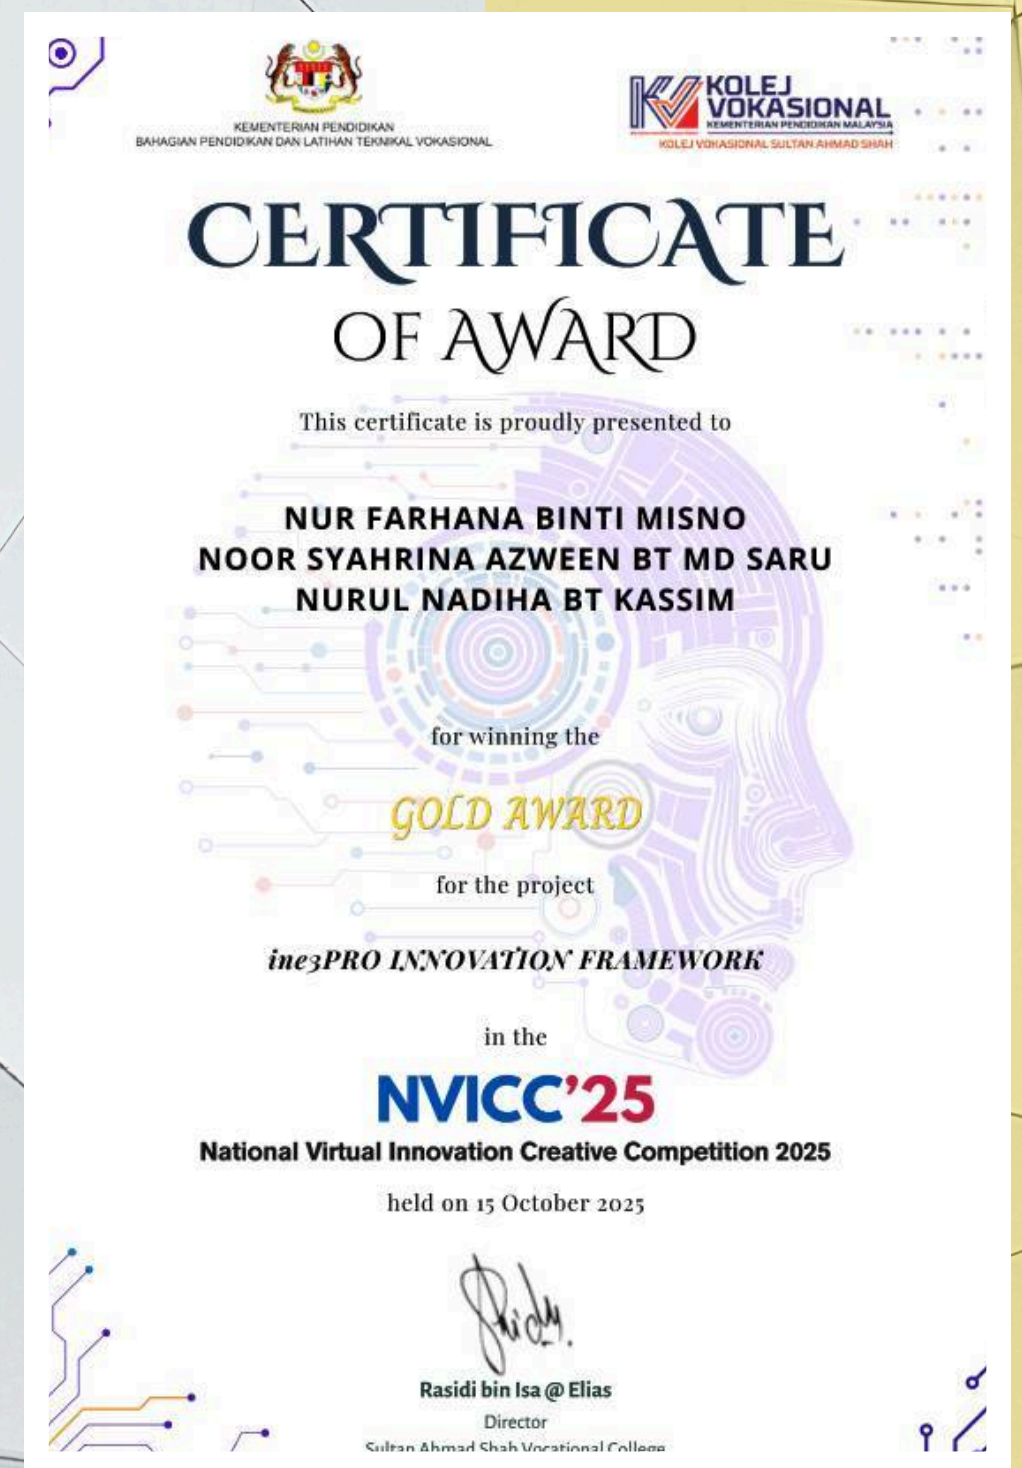 KEMENTERIAN PENDIDIKAN
BAHAGIAN PENDIDIKAN DAN LATIHAN TEKNIKAL VOKASIONAL
KV KOLEJ
VOKASIONAL
KEMENTERIAN PENDIDIKAN MALAYSIA
KOLEJ VOKASIONAL SULTAN AHMAD SHAH
CERTIFICATE
OF AWARD
This certificate is proudly presented to
NUR FARHANA BINTI MISNO
NOOR SYAHRINA AZWEEN BT MD SARU
NURUL NADIHA BT KASSIM
for winning the
GOLD AWARD
for the project
ine3PRO INNOVATION FRAMEWORK
in the
NVICC'25
National Virtual Innovation Creative Competition 2025
held on 15 October 2025
Rasidi bin Isa @ Elias
Director
Sultan Ahmad Shah Vocational College